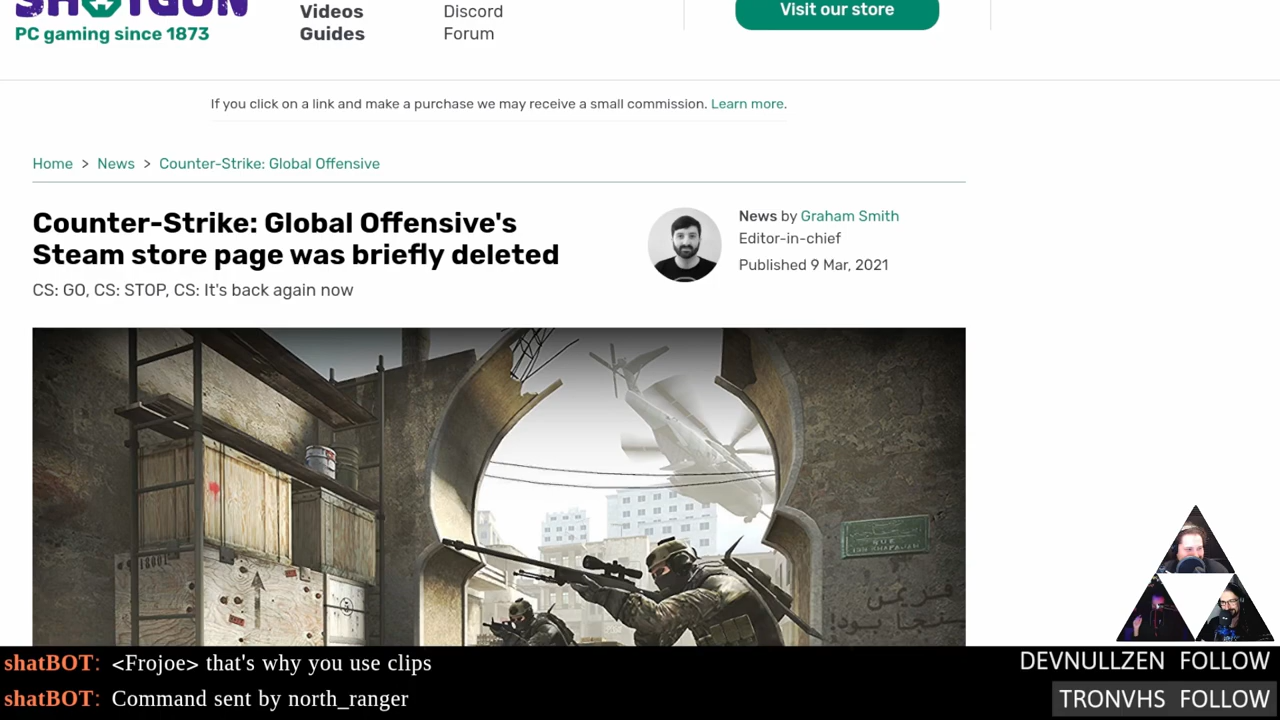 SHOTGUN
PC gaming since 1873
Videos
Guides
Discord
Forum
Visit our store
If you click on a link and make a purchase we may receive a small commission. Learn more.
Home > News > Counter-Strike: Global Offensive
Counter-Strike: Global Offensive's
Steam store page was briefly deleted
CS: GO, CS: STOP, CS: It's back again now
News by Graham Smith
Editor-in-chief
Published 9 Mar, 2021
shatBOT: <Frojoe> that's why you use clips
shatBOT: Command sent by north_ranger
DEVNULLZEN FOLLOW
TRONVHS FOLLOW